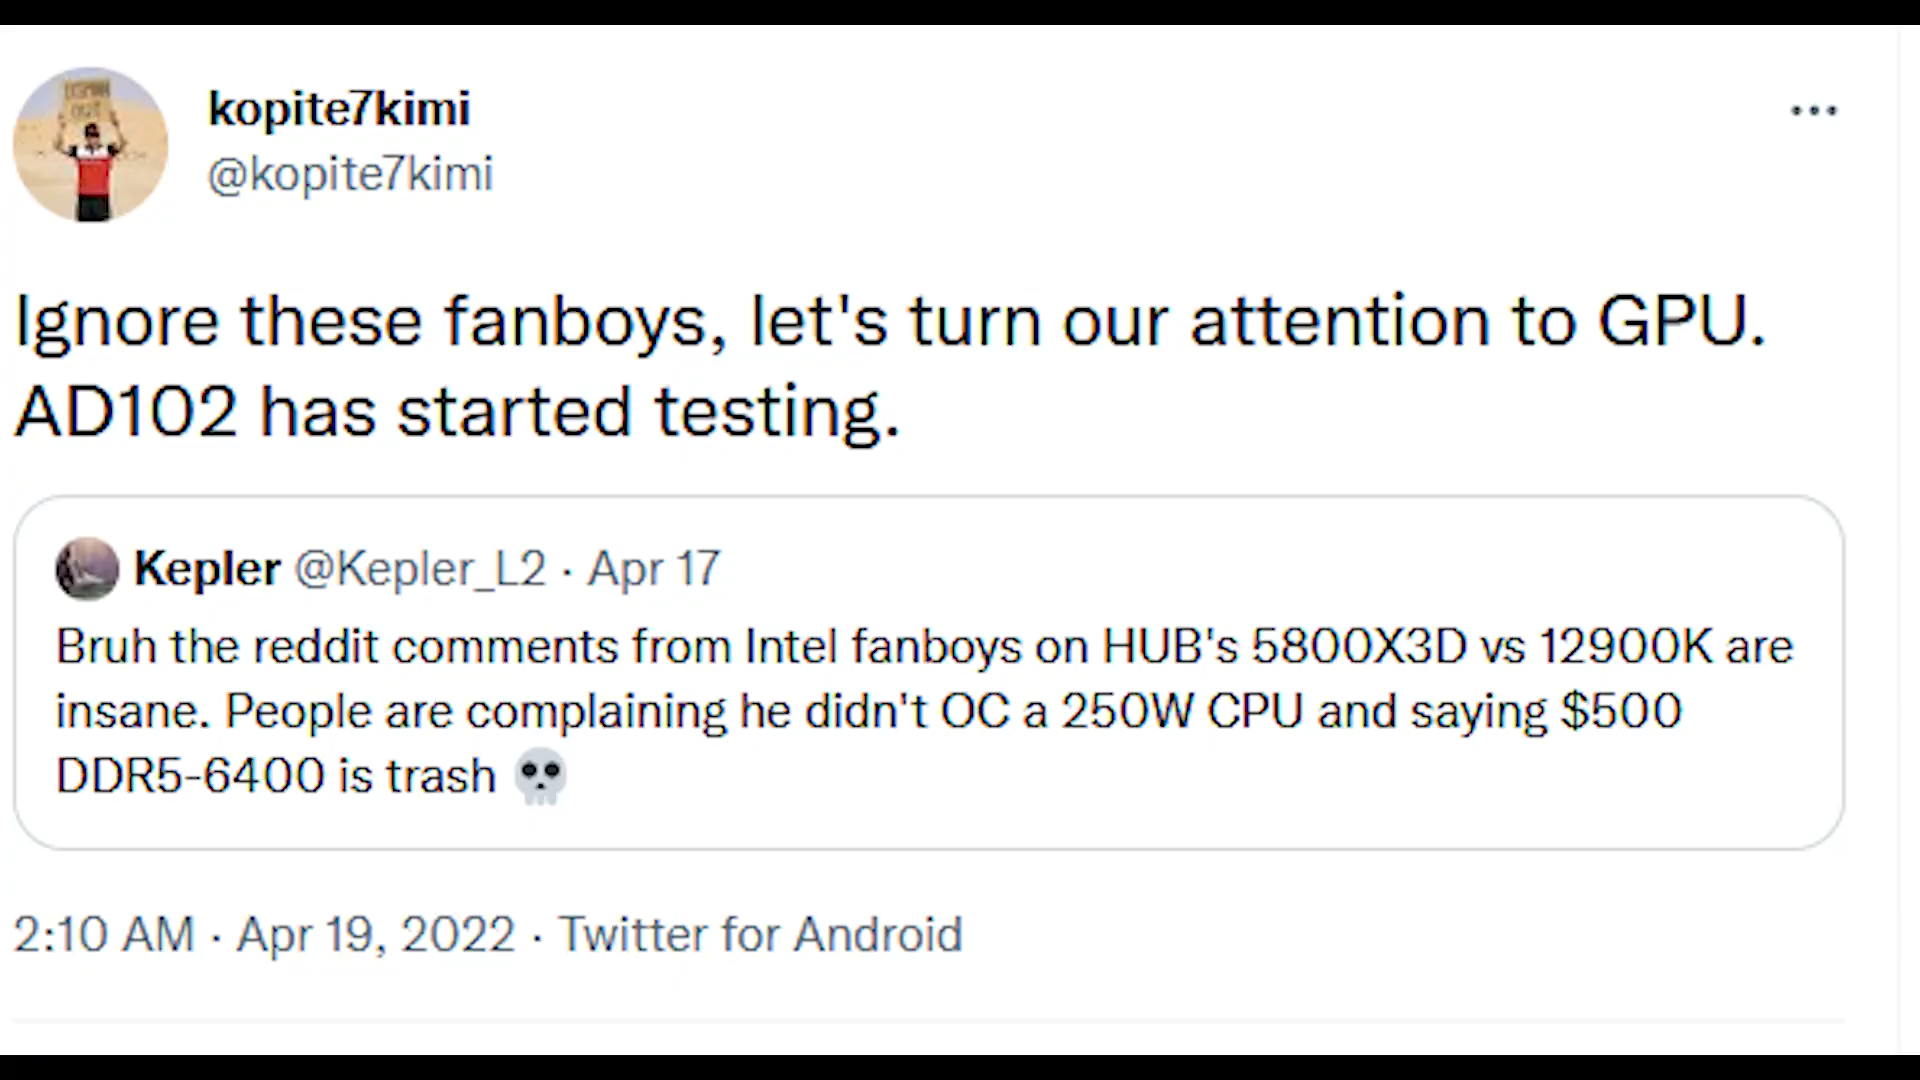 kopite7kimi
@kopite7kimi
Ignore these fanboys, let's turn our attention to GPU.
AD102 has started testing.
Kepler @Kepler_L2 · Apr 17
Bruh the reddit comments from Intel fanboys on HUB's 5800X3D vs 12900K are
insane. People are complaining he didn't OC a 250W CPU and saying $500
DDR5-6400 is trash 💀
2:10 AM · Apr 19, 2022 · Twitter for Android